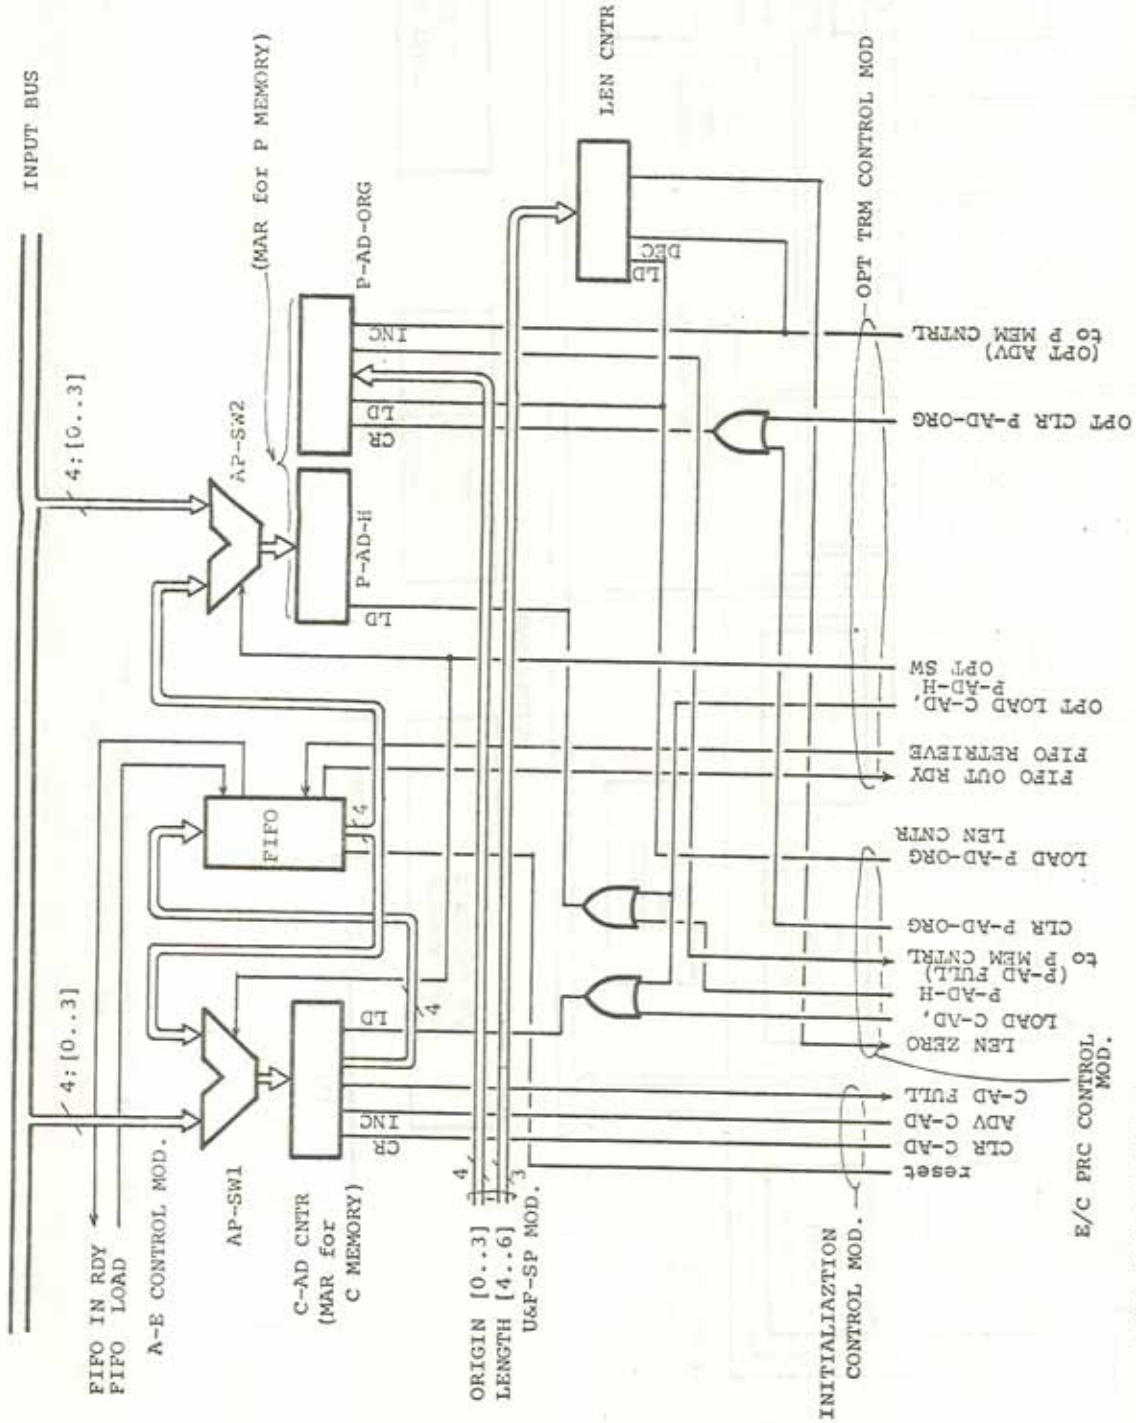 INPUT BUS
4:[0..3]
4:[0..3]
FIFO IN RDY
FIFO LOAD
A-E CONTROL MOD.
AP-SW1
AP-SW2
FIFO
4
4
(MAR for P MEMORY)
C-AD CNTR
(MAR for
C MEMORY)
CR
INC
LD
P-AD-H
LD
P-AD-ORG
CR
LD
INC
ORIGIN [0..3]
LENGTH [4..6]
U&F-SP MOD.
4
3
LEN CNTR
LD
DEC
INITIALIAZTION
CONTROL MOD.
reset
CLR C-AD
ADV C-AD
C-AD FULL
E/C PRC CONTROL
MOD.
LEN ZERO
LOAD C-AD,
P-AD-H
(P-AD FULL)
to P MEM CNTRL
CLR P-AD-ORG
LOAD P-AD-ORG
LEN CNTR
OPT TRM CONTROL MOD
FIFO OUT RDY
FIFO RETRIEVE
OPT LOAD C-AD,
P-AD-H
OPT SW
OPT CLR P-AD-ORG
(OPT ADV)
to P MEM CNTRL